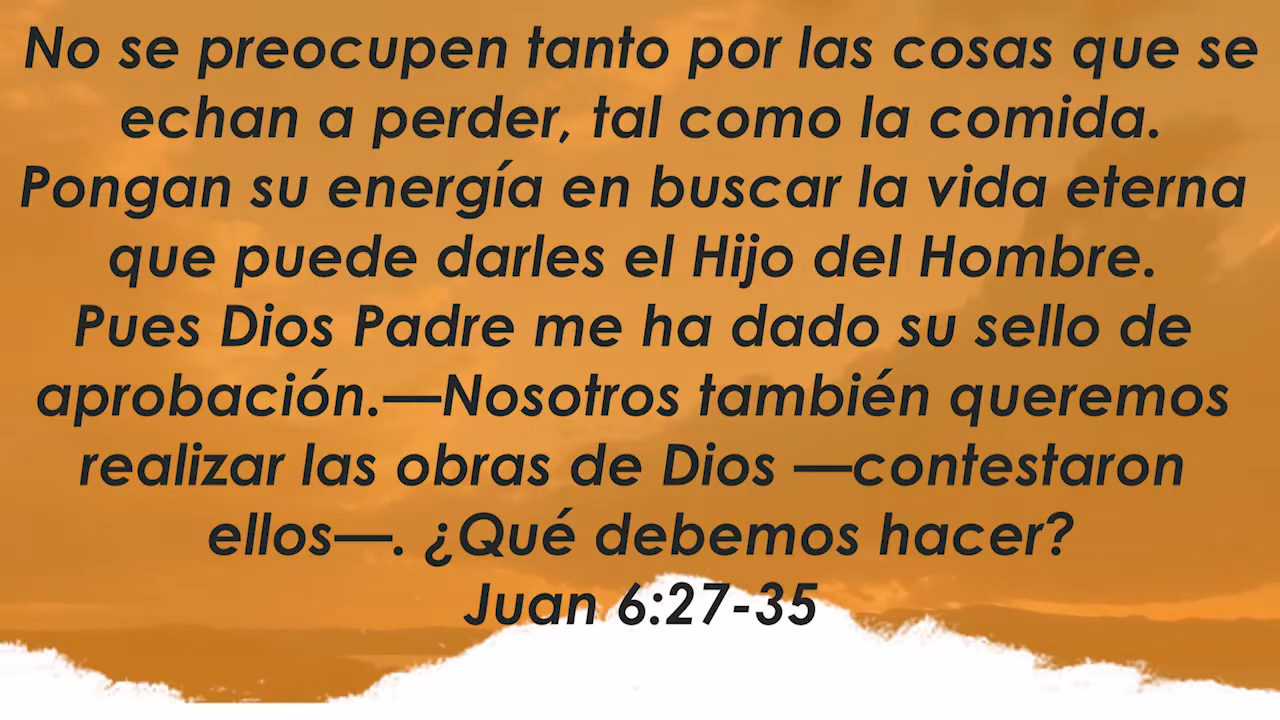 No se preocupen tanto por las cosas que se
echan a perder, tal como la comida.
Pongan su energía en buscar la vida eterna
que puede darles el Hijo del Hombre.
Pues Dios Padre me ha dado su sello de
aprobación.—Nosotros también queremos
realizar las obras de Dios —contestaron
ellos—. ¿Qué debemos hacer?
Juan 6:27-35